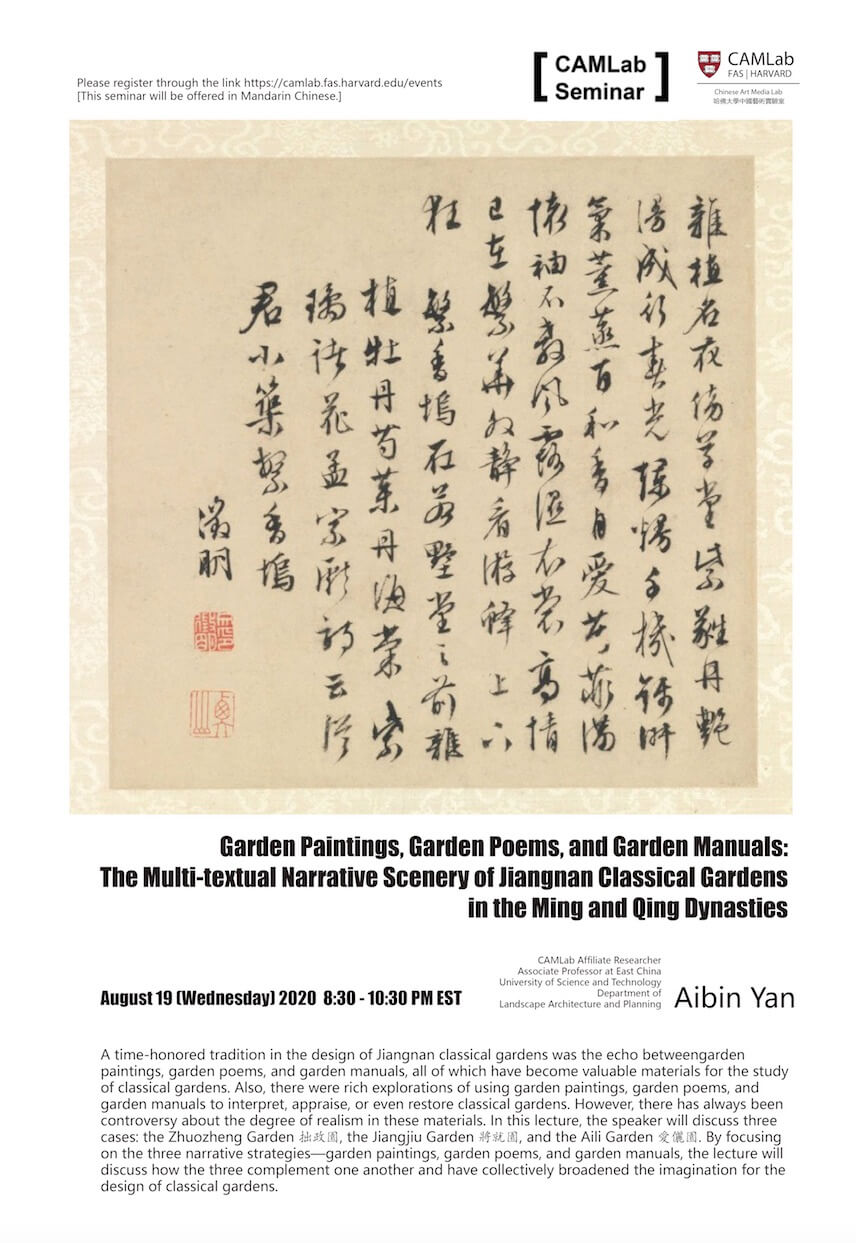 Please register through the link https://camlab.fas.harvard.edu/events
[This seminar will be offered in Mandarin Chinese.]
CAMLab
Seminar
CAMLab
FAS | HARVARD
Chinese Art Media Lab
哈佛大學中國藝術實驗室
雜植名花傍草堂紫蕤丹艷
漫成行春光爛熳千機錦淑
氣薰蒸百和香自愛芳菲滿
懷袖不教風露濕衣裳高情
已在繁華外靜看游蜂上下
狂 繁香塢在若墅堂之前雜
植牡丹芍藥丹海棠紫
璚諸花孟宗獻詩云從
君小築繁香塢
徵明
Garden Paintings, Garden Poems, and Garden Manuals:
The Multi-textual Narrative Scenery of Jiangnan Classical Gardens
in the Ming and Qing Dynasties
August 19 (Wednesday) 2020 8:30 - 10:30 PM EST
CAMLab Affiliate Researcher
Associate Professor at East China
University of Science and Technology
Department of
Landscape Architecture and Planning
Aibin Yan
A time-honored tradition in the design of Jiangnan classical gardens was the echo betweengarden
paintings, garden poems, and garden manuals, all of which have become valuable materials for the study
of classical gardens. Also, there were rich explorations of using garden paintings, garden poems, and
garden manuals to interpret, appraise, or even restore classical gardens. However, there has always been
controversy about the degree of realism in these materials. In this lecture, the speaker will discuss three
cases: the Zhuozheng Garden 拙政園, the Jiangjiu Garden 將就園, and the Aili Garden 愛儷園. By focusing
on the three narrative strategies—garden paintings, garden poems, and garden manuals, the lecture will
discuss how the three complement one another and have collectively broadened the imagination for the
design of classical gardens.